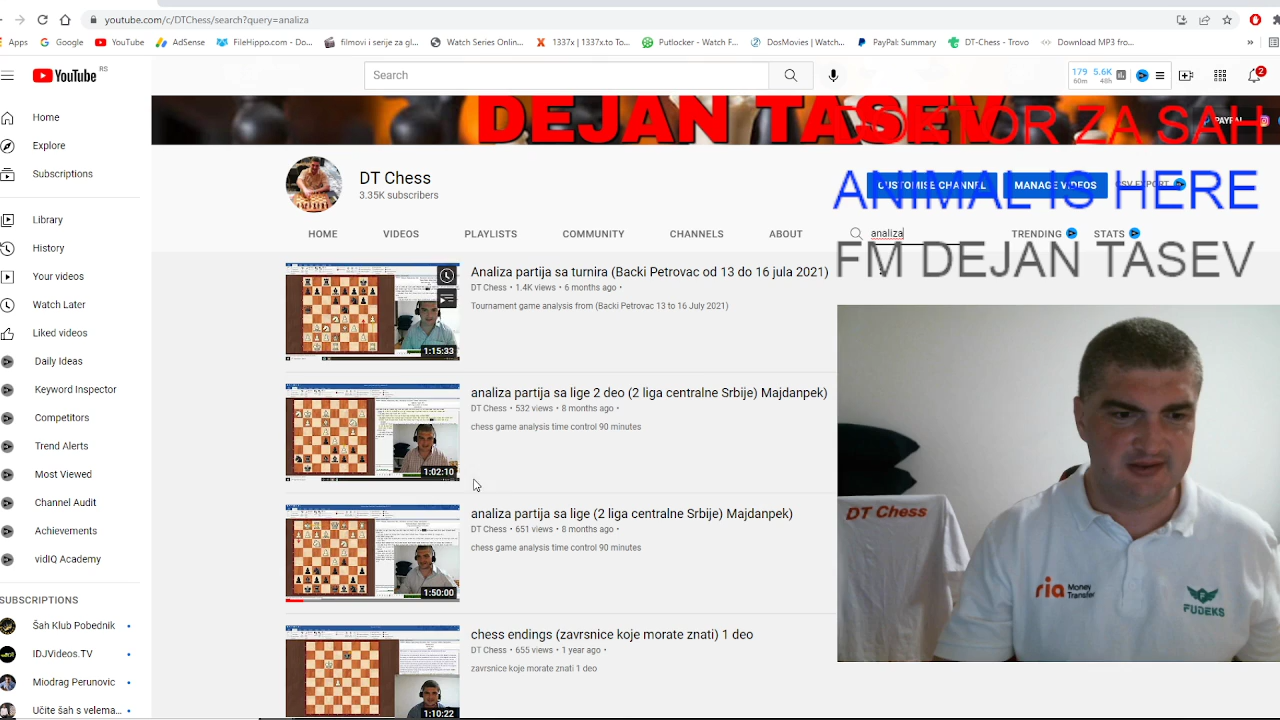 youtube.com/c/DTChess/search?query=analiza
Apps Google YouTube AdSense FileHippo.com - Do... filmovi i serije za gl... Watch Series Onlin... 1337x | 1337x.to To... Putlocker - Watch F... DosMovies | Watch... PayPal: Summary DT-Chess - Trovo Download MP3 fro... »
YouTube RS
Search
179 5.6K
60m 48h
2
DEJAN TASEV
ZA SAH
PAYPAL
Home
Explore
Subscriptions
Library
History
Your videos
Watch Later
Liked videos
Daily Ideas
Keyword Inspector
Competitors
Trend Alerts
Most Viewed
Channel Audit
Achievements
vidIQ Academy
SUBSCRIPTIONS
Šah Klub Pobednik
IDJVideos.TV
Miodrag Perunovic
Učite šah s velema...
DT Chess
3.35K subscribers
CUSTOMISE CHANNEL MANAGE VIDEOS CSV EXPORT
ANIMAL IS HERE
HOME VIDEOS PLAYLISTS COMMUNITY CHANNELS ABOUT analiza TRENDING STATS
FM DEJAN TASEV
Analiza partija sa turnira (Backi Petrovac od 13 do 16 jula 2021)
DT Chess • 1.4K views • 6 months ago •
Tournament game analysis from (Backi Petrovac 13 to 16 July 2021)
1:15:33
analiza partija sa lige 2 deo (2 liga centralne Srbije) Majdanpek)
DT Chess • 532 views • 8 months ago •
chess game analysis time control 90 minutes
1:02:10
analiza partija sa lige (2 liga centralne Srbije) Majdanpek)
DT Chess • 651 views • 8 months ago •
chess game analysis time control 90 minutes
1:50:00
chess endings zavrsnice koje morate znati) 1 deo
DT Chess • 655 views • 1 year ago •
zavrsnice koje morate znati 1 deo
1:10:22
DT Chess
ria Money
Transfer
FUDEKS